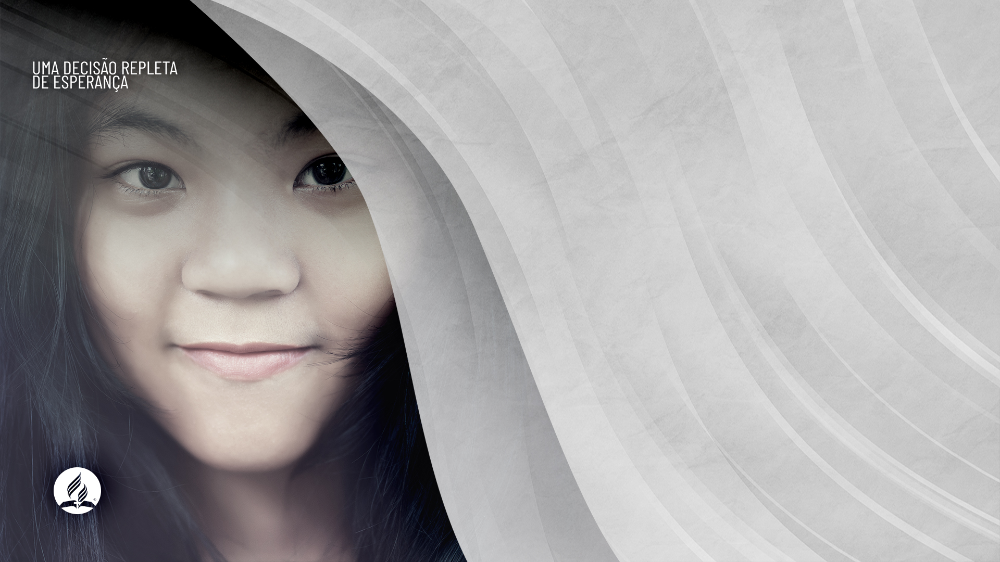 UMA DECISÃO REPLETA
DE ESPERANÇA